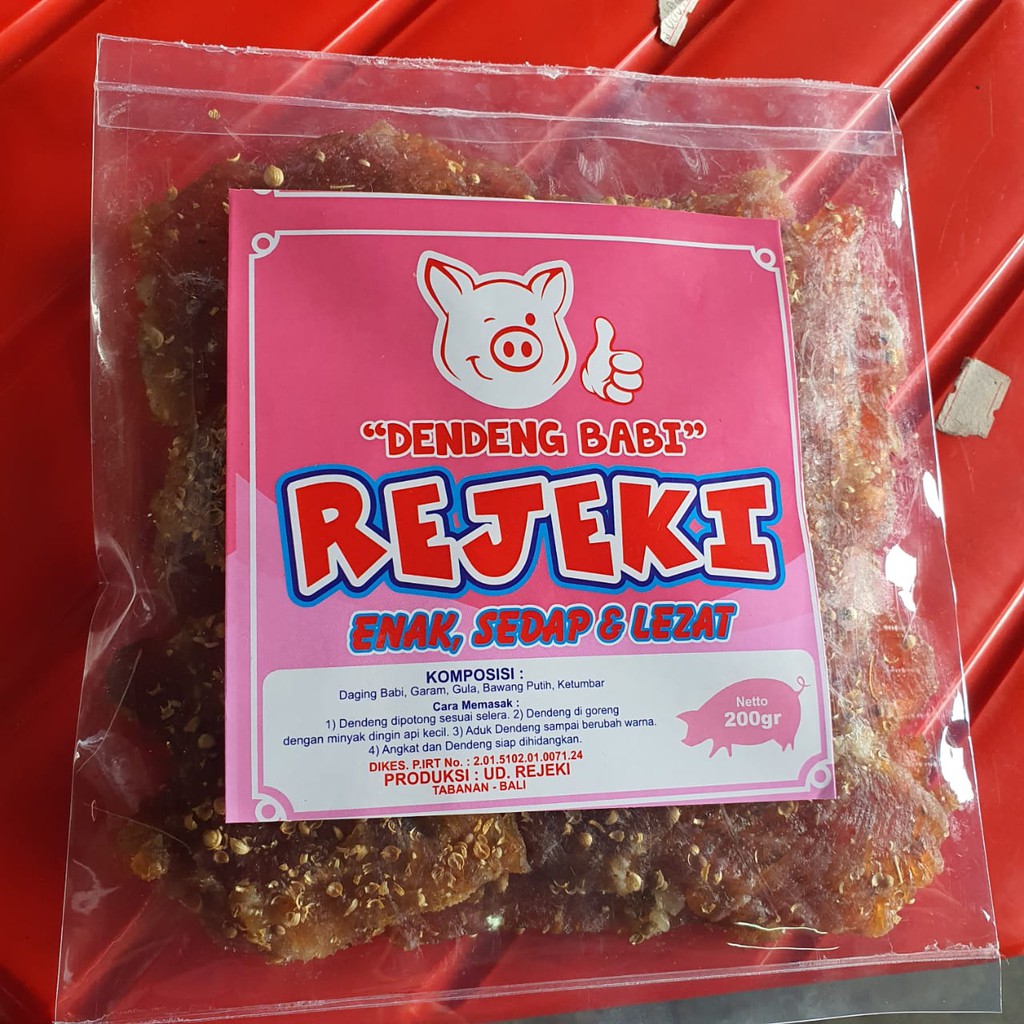 “DENDENG BABI”
REJEKI
ENAK, SEDAP & LEZAT
KOMPOSISI :
Daging Babi, Garam, Gula, Bawang Putih, Ketumbar
Cara Memasak :
1) Dendeng dipotong sesuai selera. 2) Dendeng di goreng
dengan minyak dingin api kecil. 3) Aduk Dendeng sampai berubah warna.
4) Angkat dan Dendeng siap dihidangkan.
DIKES. P.IRT No. : 2.01.5102.01.0071.24
PRODUKSI : UD. REJEKI
TABANAN - BALI
Netto
200gr